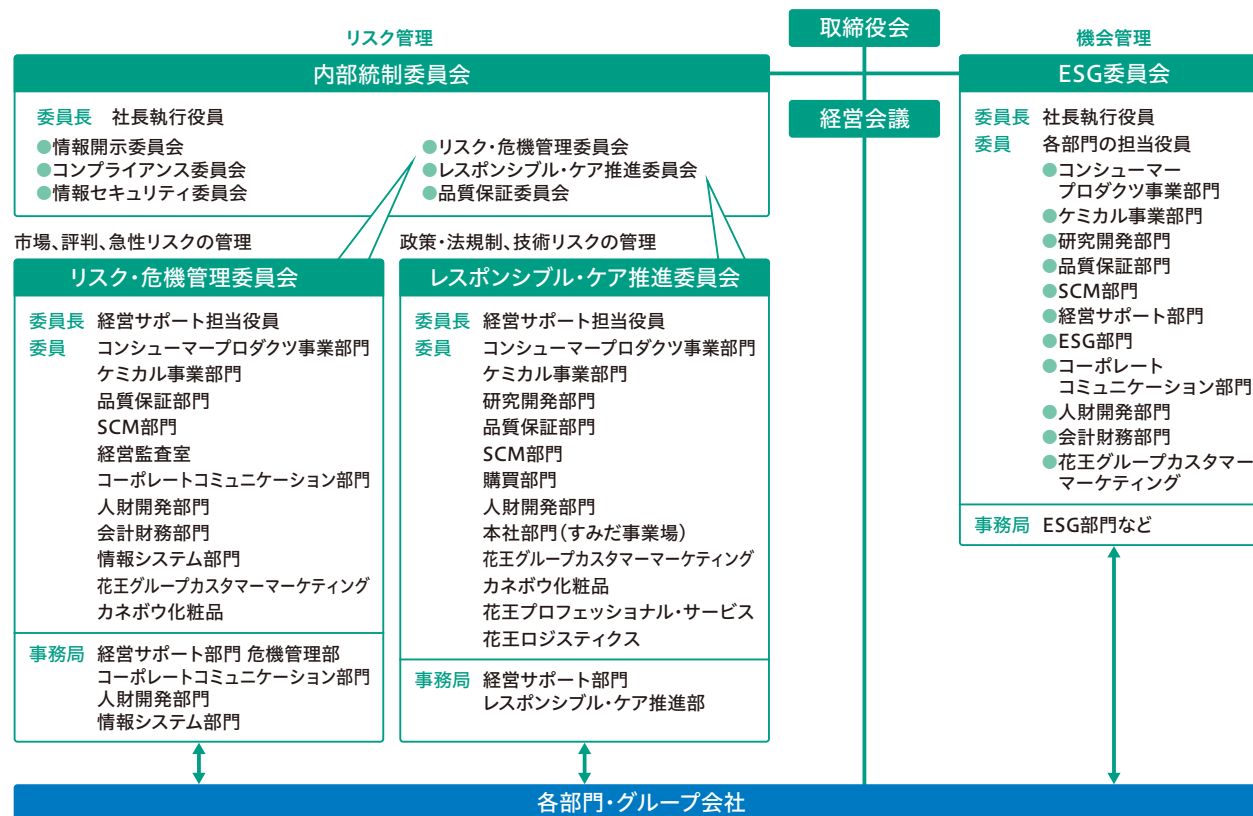 取締役会
経営会議
リスク管理
内部統制委員会
委員長 社長執行役員
●情報開示委員会
●コンプライアンス委員会
●情報セキュリティ委員会
●リスク・危機管理委員会
●レスポンシブル・ケア推進委員会
●品質保証委員会
市場、評判、急性リスクの管理
リスク・危機管理委員会
委員長 経営サポート担当役員
委員 コンシューマープロダクツ事業部門
ケミカル事業部門
品質保証部門
SCM部門
経営監査室
コーポレートコミュニケーション部門
人財開発部門
会計財務部門
情報システム部門
花王グループカスタマーマーケティング
カネボウ化粧品
事務局 経営サポート部門 危機管理部
コーポレートコミュニケーション部門
人財開発部門
情報システム部門
政策・法規制、技術リスクの管理
レスポンシブル・ケア推進委員会
委員長 経営サポート担当役員
委員 コンシューマープロダクツ事業部門
ケミカル事業部門
研究開発部門
品質保証部門
SCM部門
購買部門
人財開発部門
本社部門(すみだ事業場)
花王グループカスタマーマーケティング
カネボウ化粧品
花王プロフェッショナル・サービス
花王ロジスティクス
事務局 経営サポート部門
レスポンシブル・ケア推進部
機会管理
ESG委員会
委員長 社長執行役員
委員 各部門の担当役員
●コンシューマー
プロダクツ事業部門
●ケミカル事業部門
●研究開発部門
●品質保証部門
●SCM部門
●経営サポート部門
●ESG部門
●コーポレート
コミュニケーション部門
●人財開発部門
●会計財務部門
●花王グループカスタマー
マーケティング
事務局 ESG部門など
各部門・グループ会社